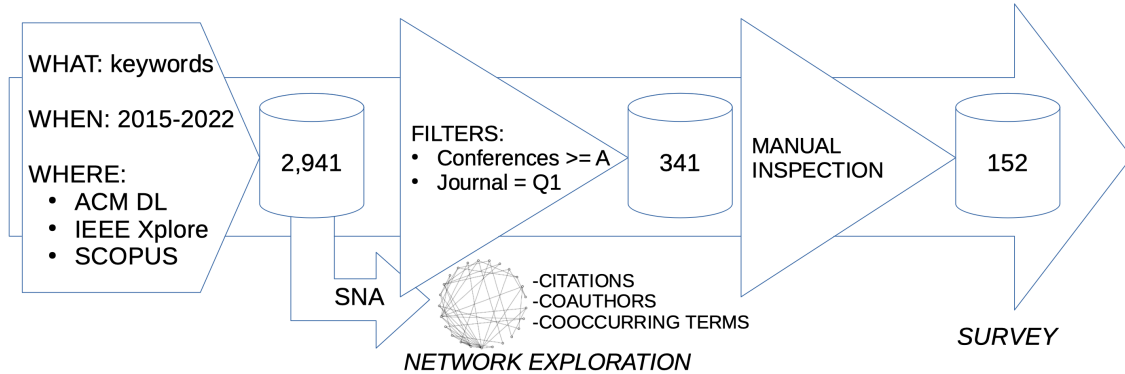 WHAT: keywords
WHEN: 2015-2022
WHERE:
• ACM DL
• IEEE Xplore
• SCOPUS
2,941
FILTERS:
• Conferences >= A
• Journal = Q1
341
MANUAL
INSPECTION
152
SNA
-CITATIONS
-COAUTHORS
-COOCCURRING TERMS
NETWORK EXPLORATION
SURVEY